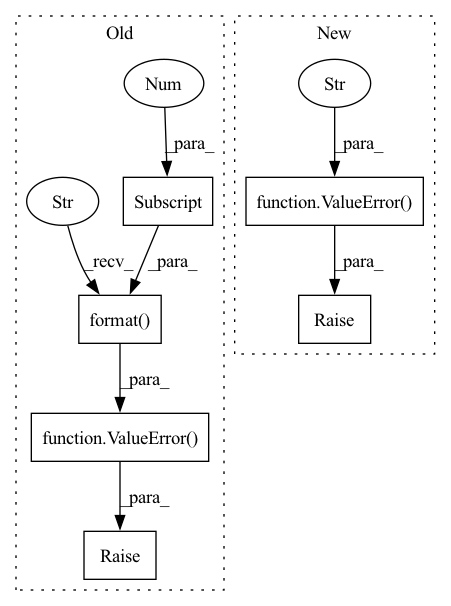 Old
New
Num
Str
_para_
_para_
Str
Subscript
function.ValueError()
_recv_
_para_
_para_
format()
Raise
_para_
function.ValueError()
_para_
Raise